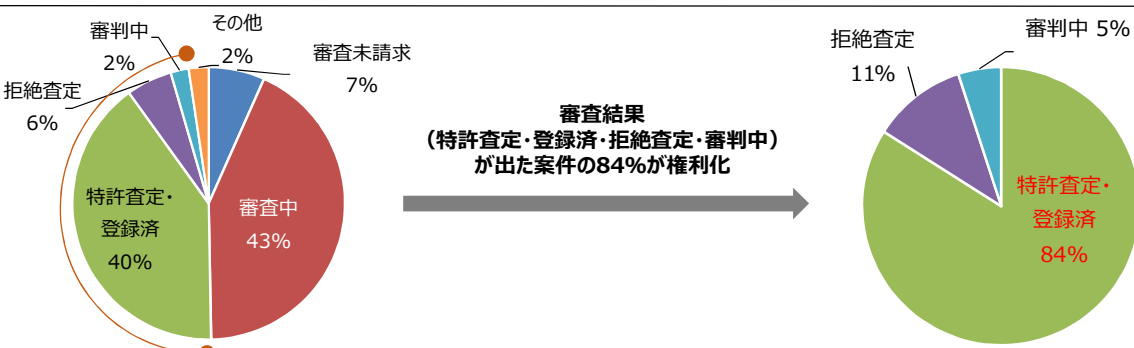 審判中
2%
その他
2%
審査未請求
7%
拒絶査定
6%
特許査定・
登録済
40%
審査中
43%
審査結果
（特許査定・登録済・拒絶査定・審判中）
が出た案件の84%が権利化
拒絶査定
11%
審判中 5%
特許査定・
登録済
84%